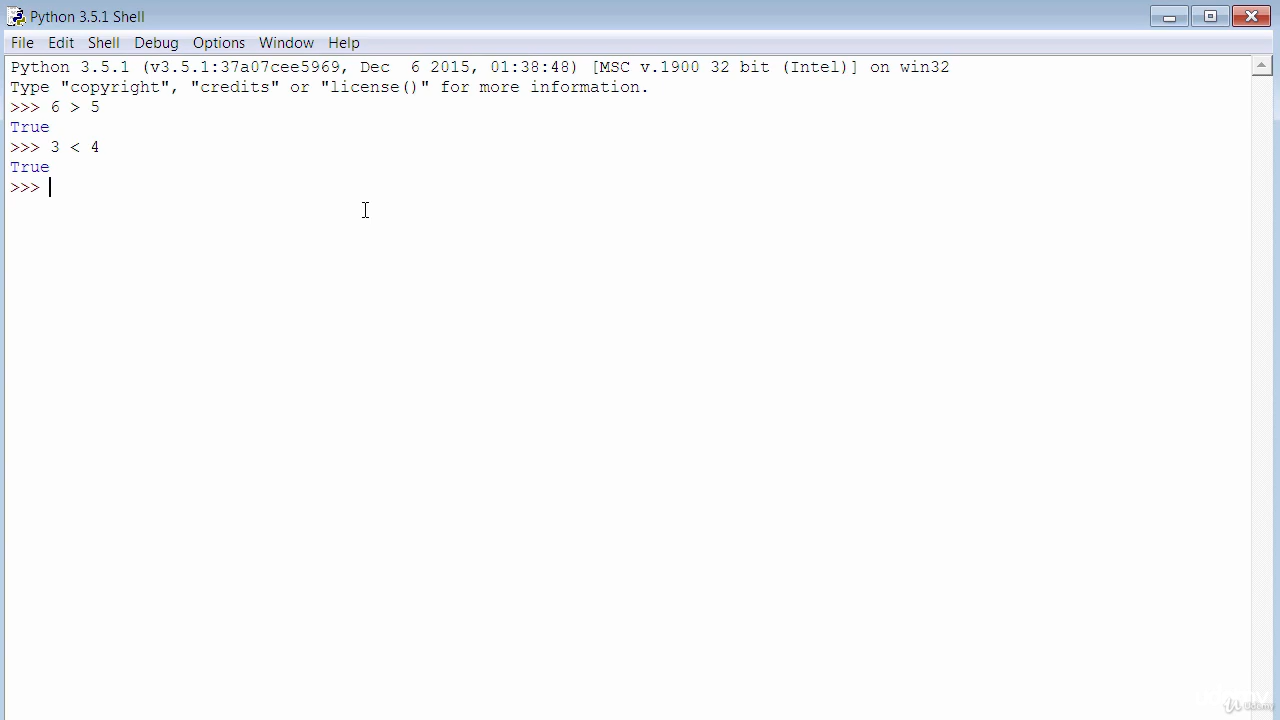 Python 3.5.1 Shell
File Edit Shell Debug Options Window Help
Python 3.5.1 (v3.5.1:37a07cee5969, Dec  6 2015, 01:38:48) [MSC v.1900 32 bit (Intel)] on win32
Type "copyright", "credits" or "license()" for more information.
>>> 6 > 5
True
>>> 3 < 4
True
>>>
udemy
Udemy